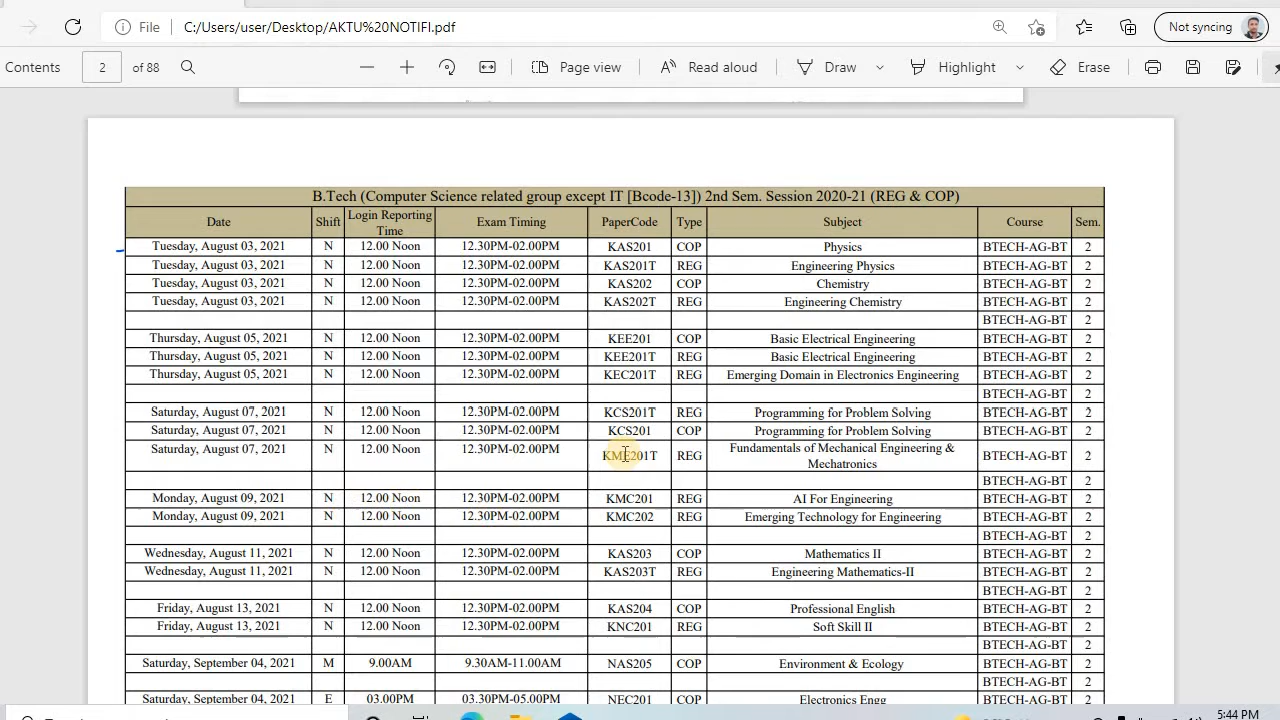 File C:/Users/user/Desktop/AKTU%20NOTIFI.pdf Not syncing
Contents 2 of 88 Page view Read aloud Draw Highlight Erase
B.Tech (Computer Science related group except IT [Bcode-13]) 2nd Sem. Session 2020-21 (REG & COP)
Date Shift Login Reporting Time Exam Timing PaperCode Type Subject Course Sem.
Tuesday, August 03, 2021 N 12.00 Noon 12.30PM-02.00PM KAS201 COP Physics BTECH-AG-BT 2
Tuesday, August 03, 2021 N 12.00 Noon 12.30PM-02.00PM KAS201T REG Engineering Physics BTECH-AG-BT 2
Tuesday, August 03, 2021 N 12.00 Noon 12.30PM-02.00PM KAS202 COP Chemistry BTECH-AG-BT 2
Tuesday, August 03, 2021 N 12.00 Noon 12.30PM-02.00PM KAS202T REG Engineering Chemistry BTECH-AG-BT 2
BTECH-AG-BT 2
Thursday, August 05, 2021 N 12.00 Noon 12.30PM-02.00PM KEE201 COP Basic Electrical Engineering BTECH-AG-BT 2
Thursday, August 05, 2021 N 12.00 Noon 12.30PM-02.00PM KEE201T REG Basic Electrical Engineering BTECH-AG-BT 2
Thursday, August 05, 2021 N 12.00 Noon 12.30PM-02.00PM KEC201T REG Emerging Domain in Electronics Engineering BTECH-AG-BT 2
BTECH-AG-BT 2
Saturday, August 07, 2021 N 12.00 Noon 12.30PM-02.00PM KCS201T REG Programming for Problem Solving BTECH-AG-BT 2
Saturday, August 07, 2021 N 12.00 Noon 12.30PM-02.00PM KCS201 COP Programming for Problem Solving BTECH-AG-BT 2
Saturday, August 07, 2021 N 12.00 Noon 12.30PM-02.00PM KME201T REG Fundamentals of Mechanical Engineering & Mechatronics BTECH-AG-BT 2
BTECH-AG-BT 2
Monday, August 09, 2021 N 12.00 Noon 12.30PM-02.00PM KMC201 REG AI For Engineering BTECH-AG-BT 2
Monday, August 09, 2021 N 12.00 Noon 12.30PM-02.00PM KMC202 REG Emerging Technology for Engineering BTECH-AG-BT 2
BTECH-AG-BT 2
Wednesday, August 11, 2021 N 12.00 Noon 12.30PM-02.00PM KAS203 COP Mathematics II BTECH-AG-BT 2
Wednesday, August 11, 2021 N 12.00 Noon 12.30PM-02.00PM KAS203T REG Engineering Mathematics-II BTECH-AG-BT 2
BTECH-AG-BT 2
Friday, August 13, 2021 N 12.00 Noon 12.30PM-02.00PM KAS204 COP Professional English BTECH-AG-BT 2
Friday, August 13, 2021 N 12.00 Noon 12.30PM-02.00PM KNC201 REG Soft Skill II BTECH-AG-BT 2
BTECH-AG-BT 2
Saturday, September 04, 2021 M 9.00AM 9.30AM-11.00AM NAS205 COP Environment & Ecology BTECH-AG-BT 2
BTECH-AG-BT 2
Saturday, September 04, 2021 E 03.00PM 03.30PM-05.00PM NEC201 COP Electronics Engg BTECH-AG-BT 2
5:44 PM